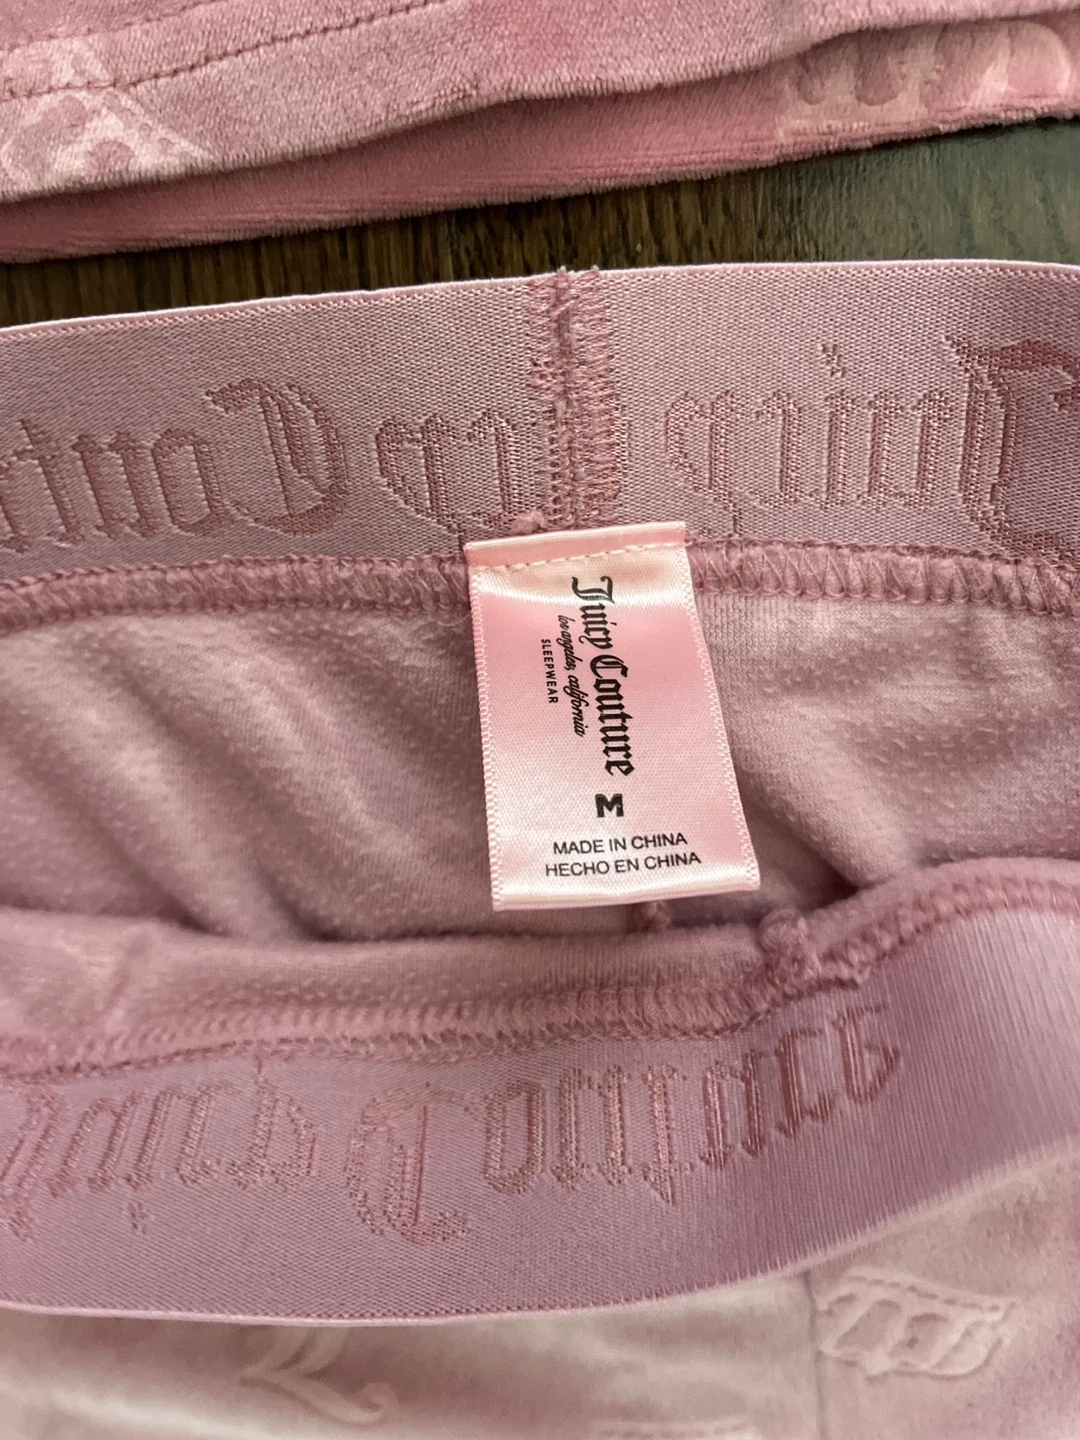 Juicy Couture
Juicy Couture
los angeles, california
SLEEPWEAR
M
MADE IN CHINA
HECHO EN CHINA
Juicy Couture